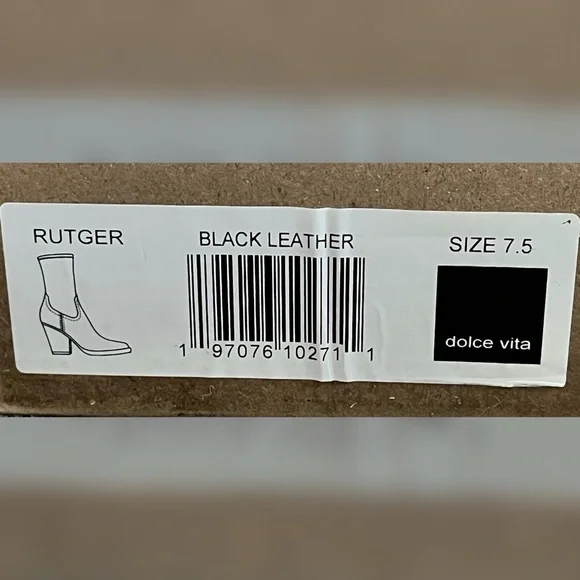 RUTGER
BLACK LEATHER
SIZE 7.5
dolce vita
1 97076 10271 1